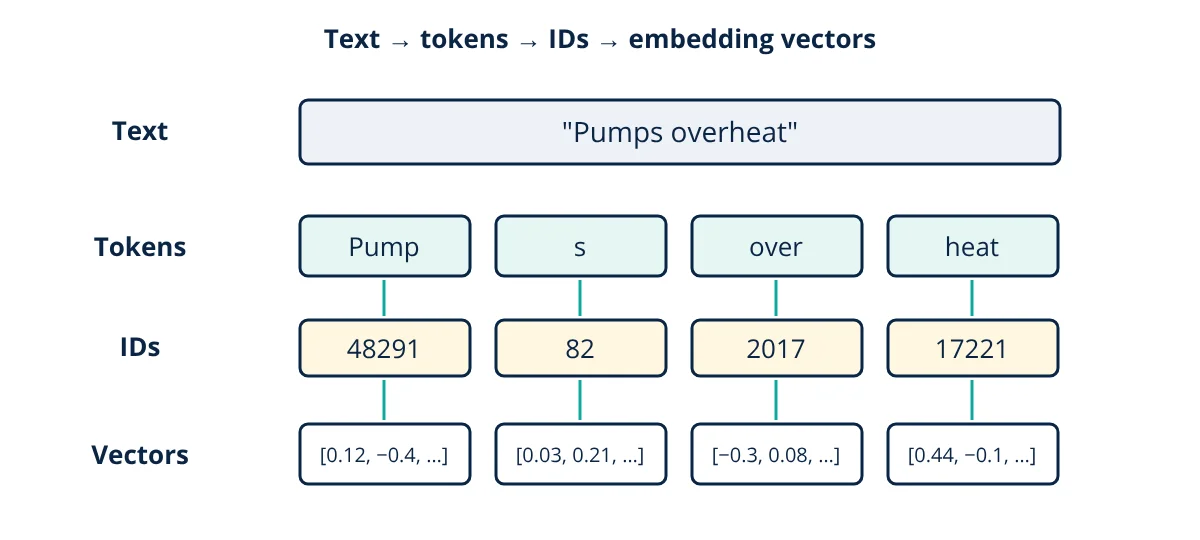 Text → tokens → IDs → embedding vectors
Text
"Pumps overheat"
Tokens
Pump
s
over
heat
IDs
48291
82
2017
17221
Vectors
[0.12, −0.4, ...]
[0.03, 0.21, ...]
[−0.3, 0.08, ...]
[0.44, −0.1, ...]